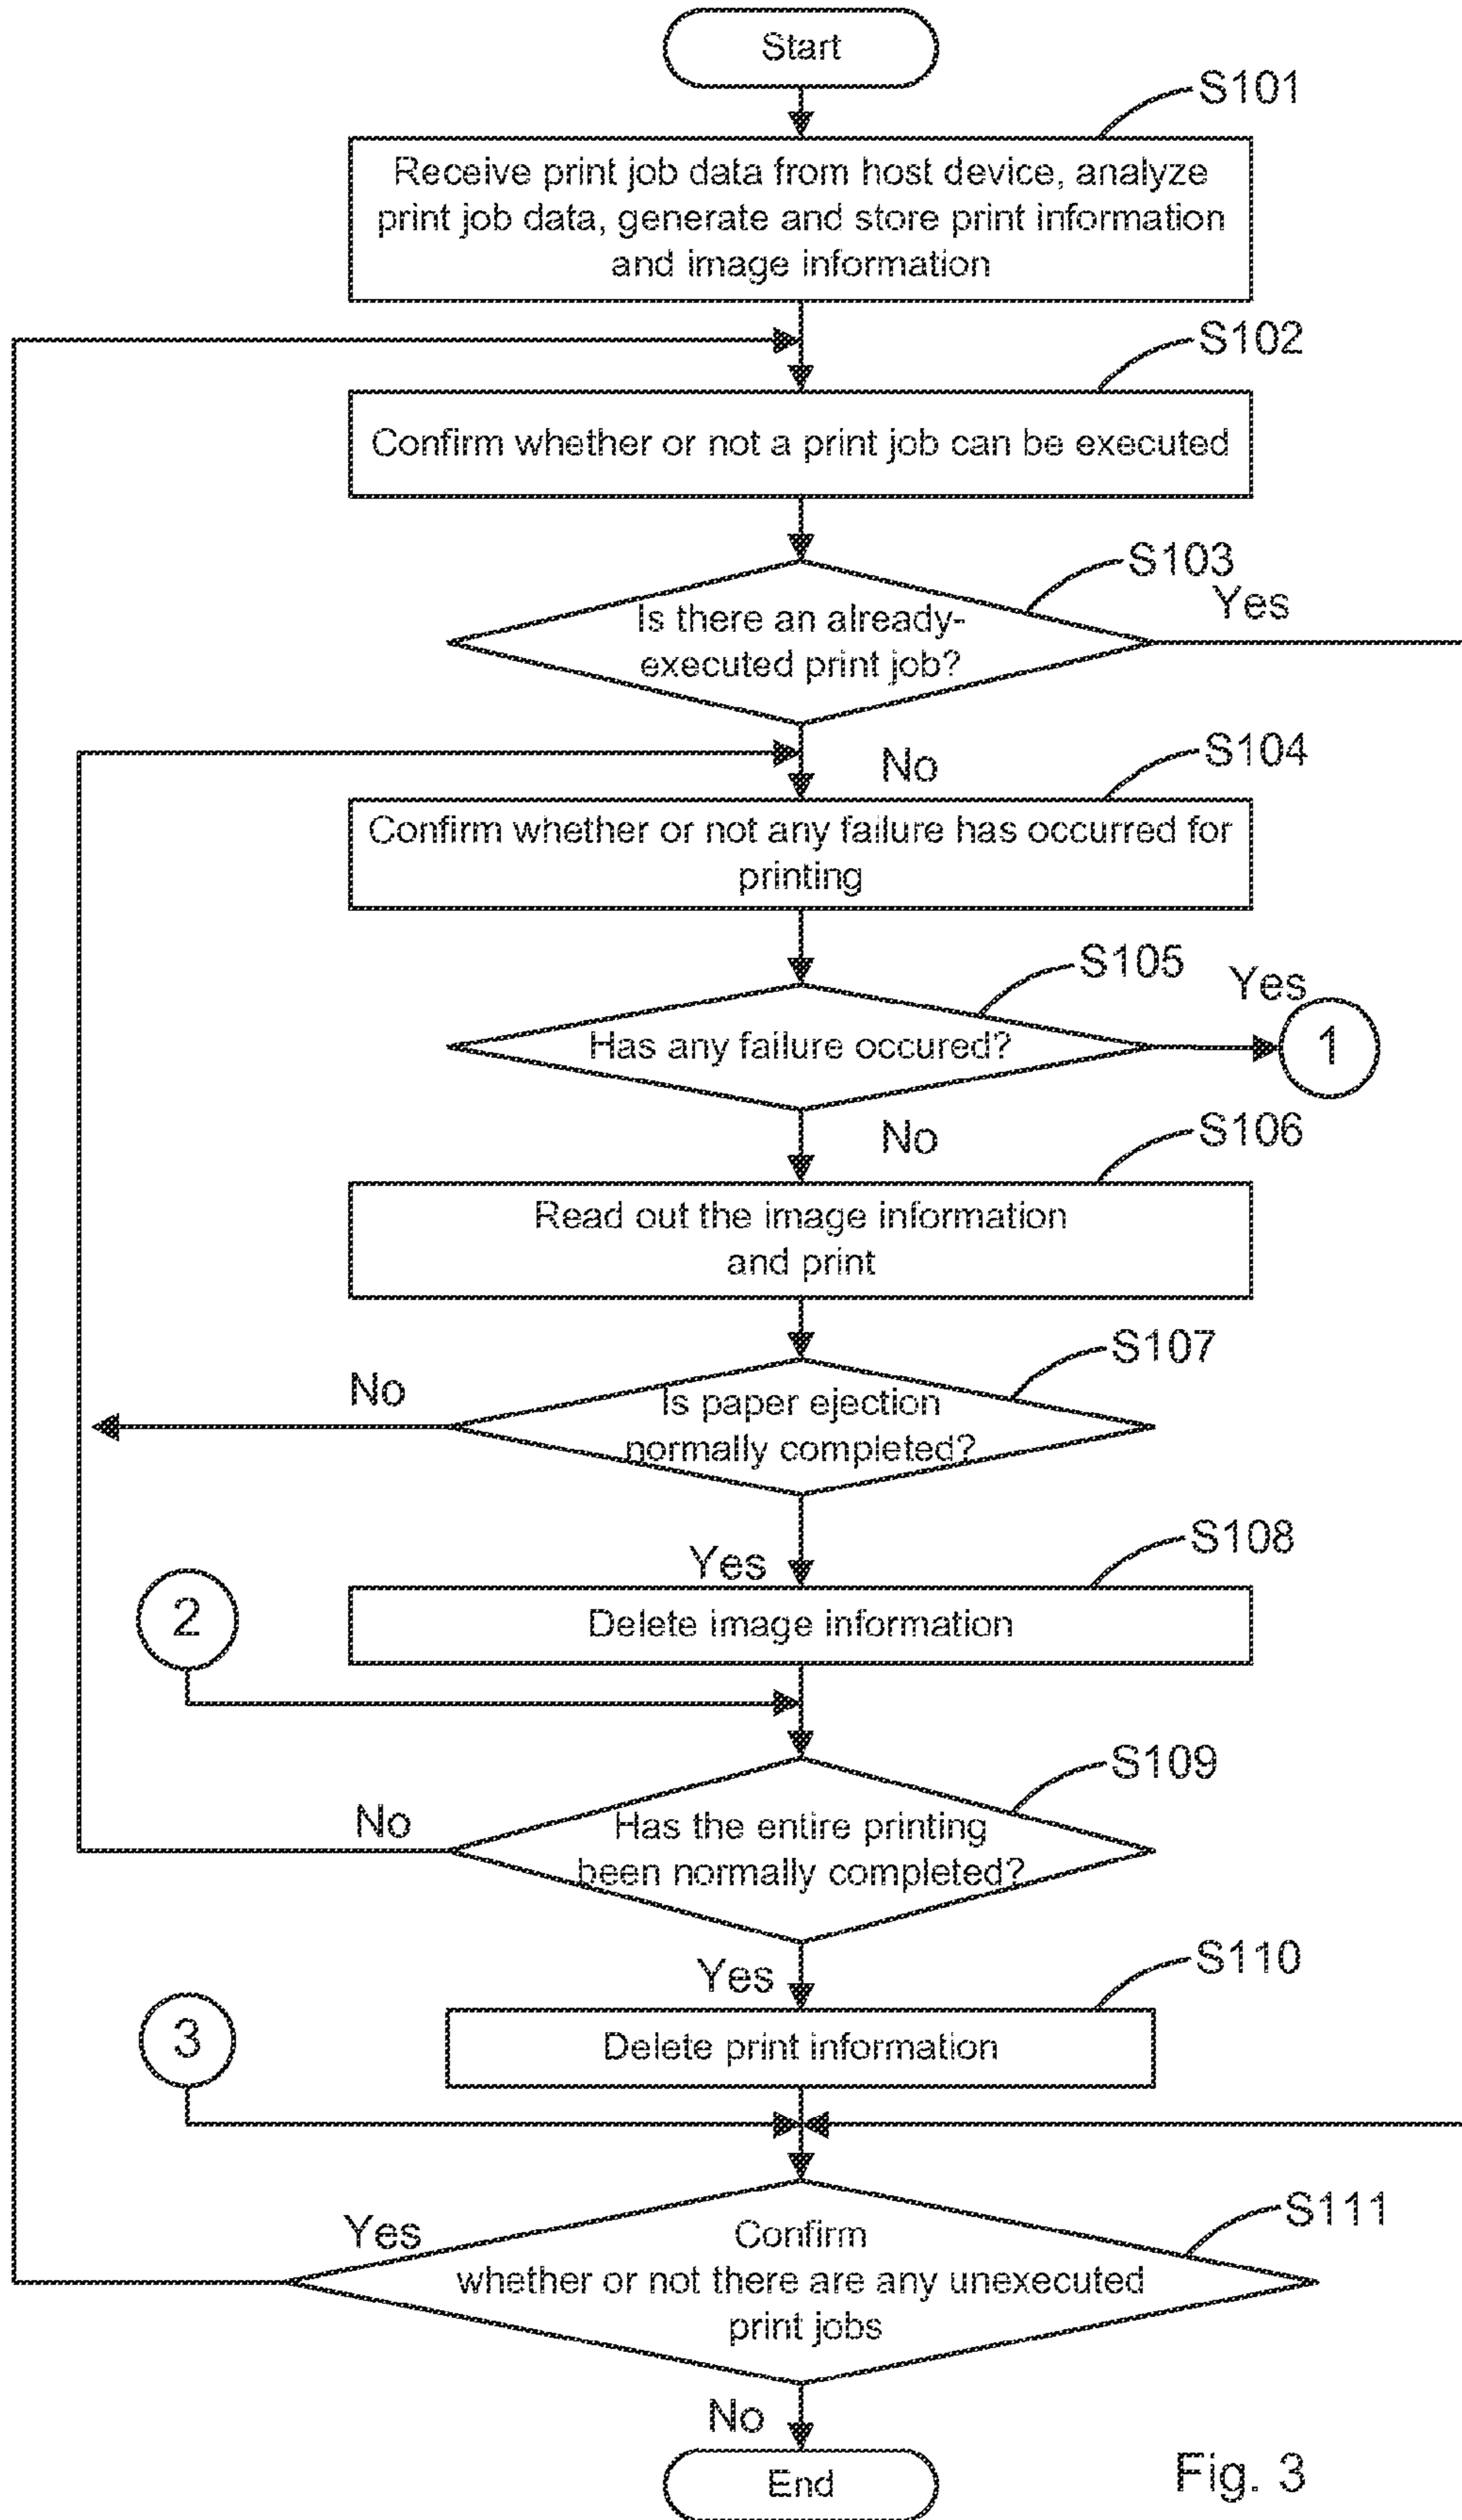 Start
S101
Receive print job data from host device, analyze
print job data, generate and store print information
and image information
S102
Confirm whether or not a print job can be executed
S103
Yes
Is there an already-
executed print job?
No
S104
Confirm whether or not any failure has occurred for
printing
S105
Yes
Has any failure occured?
1
No
S106
Read out the image information
and print
S107
No
Is paper ejection
normally completed?
Yes
S108
2
Delete image information
S109
No
Has the entire printing
been normally completed?
Yes
S110
3
Delete print information
S111
Yes
Confirm
whether or not there are any unexecuted
print jobs
No
End
Fig. 3